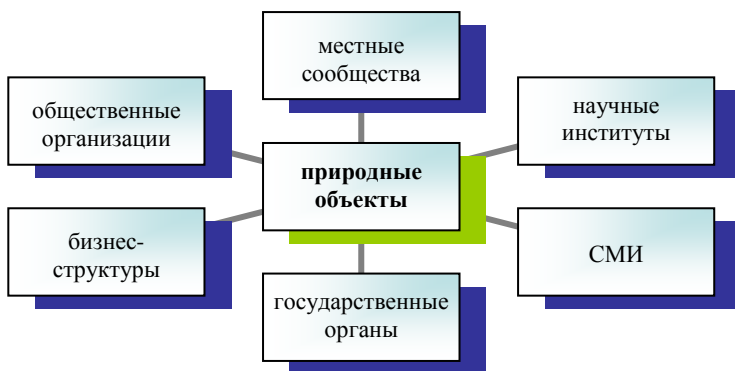 местные
сообщества
общественные
организации
научные
институты
природные
объекты
бизнес-
структуры
СМИ
государственные
органы